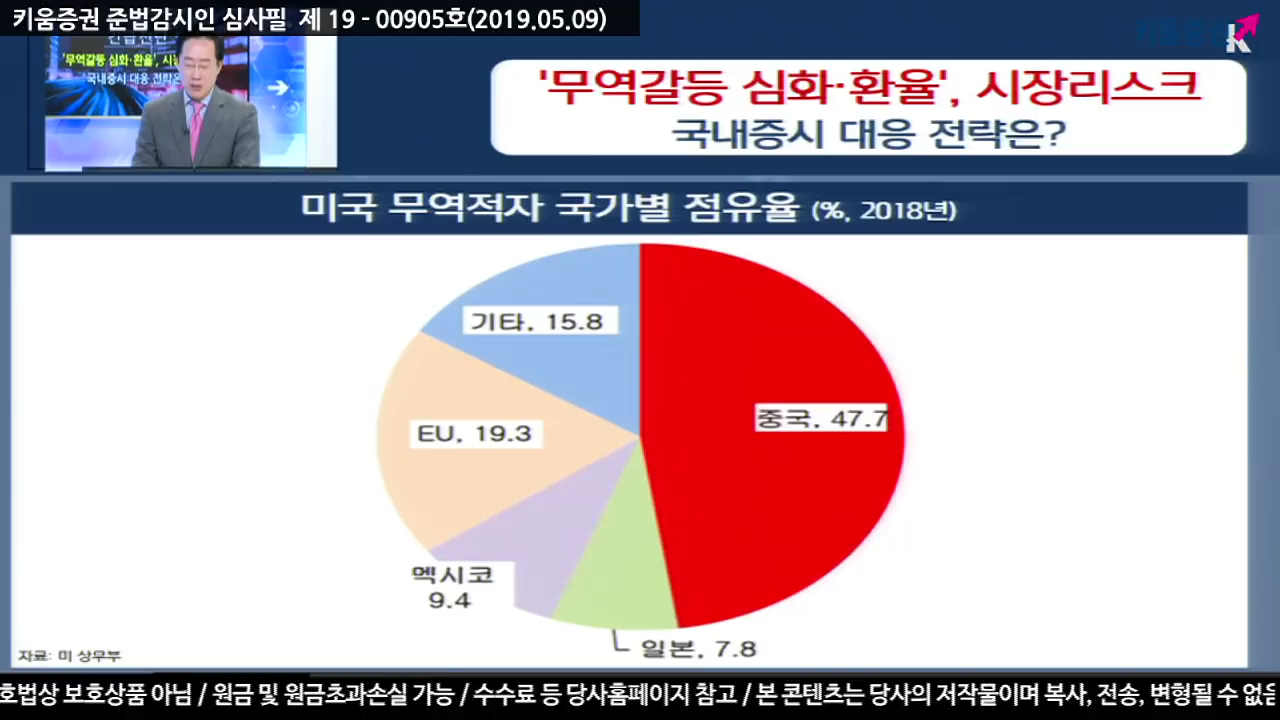 키움증권 준법감시인 심사필 제 19 - 00905호(2019.05.09)
'무역갈등 심화·환율', 시장리스크
국내증시 대응 전략은?
미국 무역적자 국가별 점유율 (%, 2018년)
기타, 15.8
중국, 47.7
EU, 19.3
멕시코
9.4
일본, 7.8
자료: 미 상무부
호법상 보호상품 아님 / 원금 및 원금초과손실 가능 / 수수료 등 당사홈페이지 참고 / 본 콘텐츠는 당사의 저작물이며 복사, 전송, 변형될 수 없음